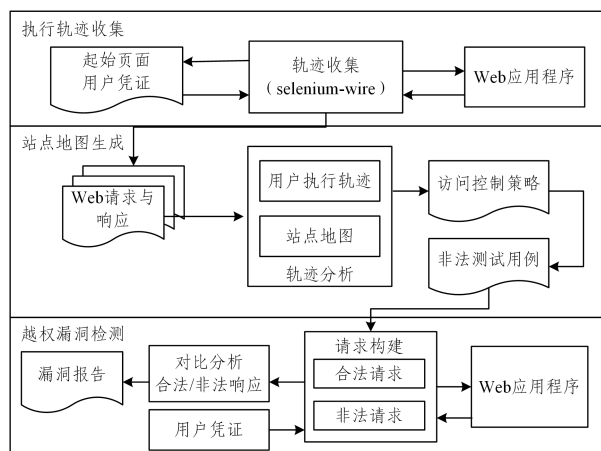 执行轨迹收集
起始页面
用户凭证
轨迹收集
(selenium-wire)
Web应用程序
站点地图生成
Web请求与
响应
用户执行轨迹
站点地图
轨迹分析
访问控制策略
非法测试用例
越权漏洞检测
漏洞报告
对比分析
合法/非法响应
用户凭证
请求构建
合法请求
非法请求
Web应用程序